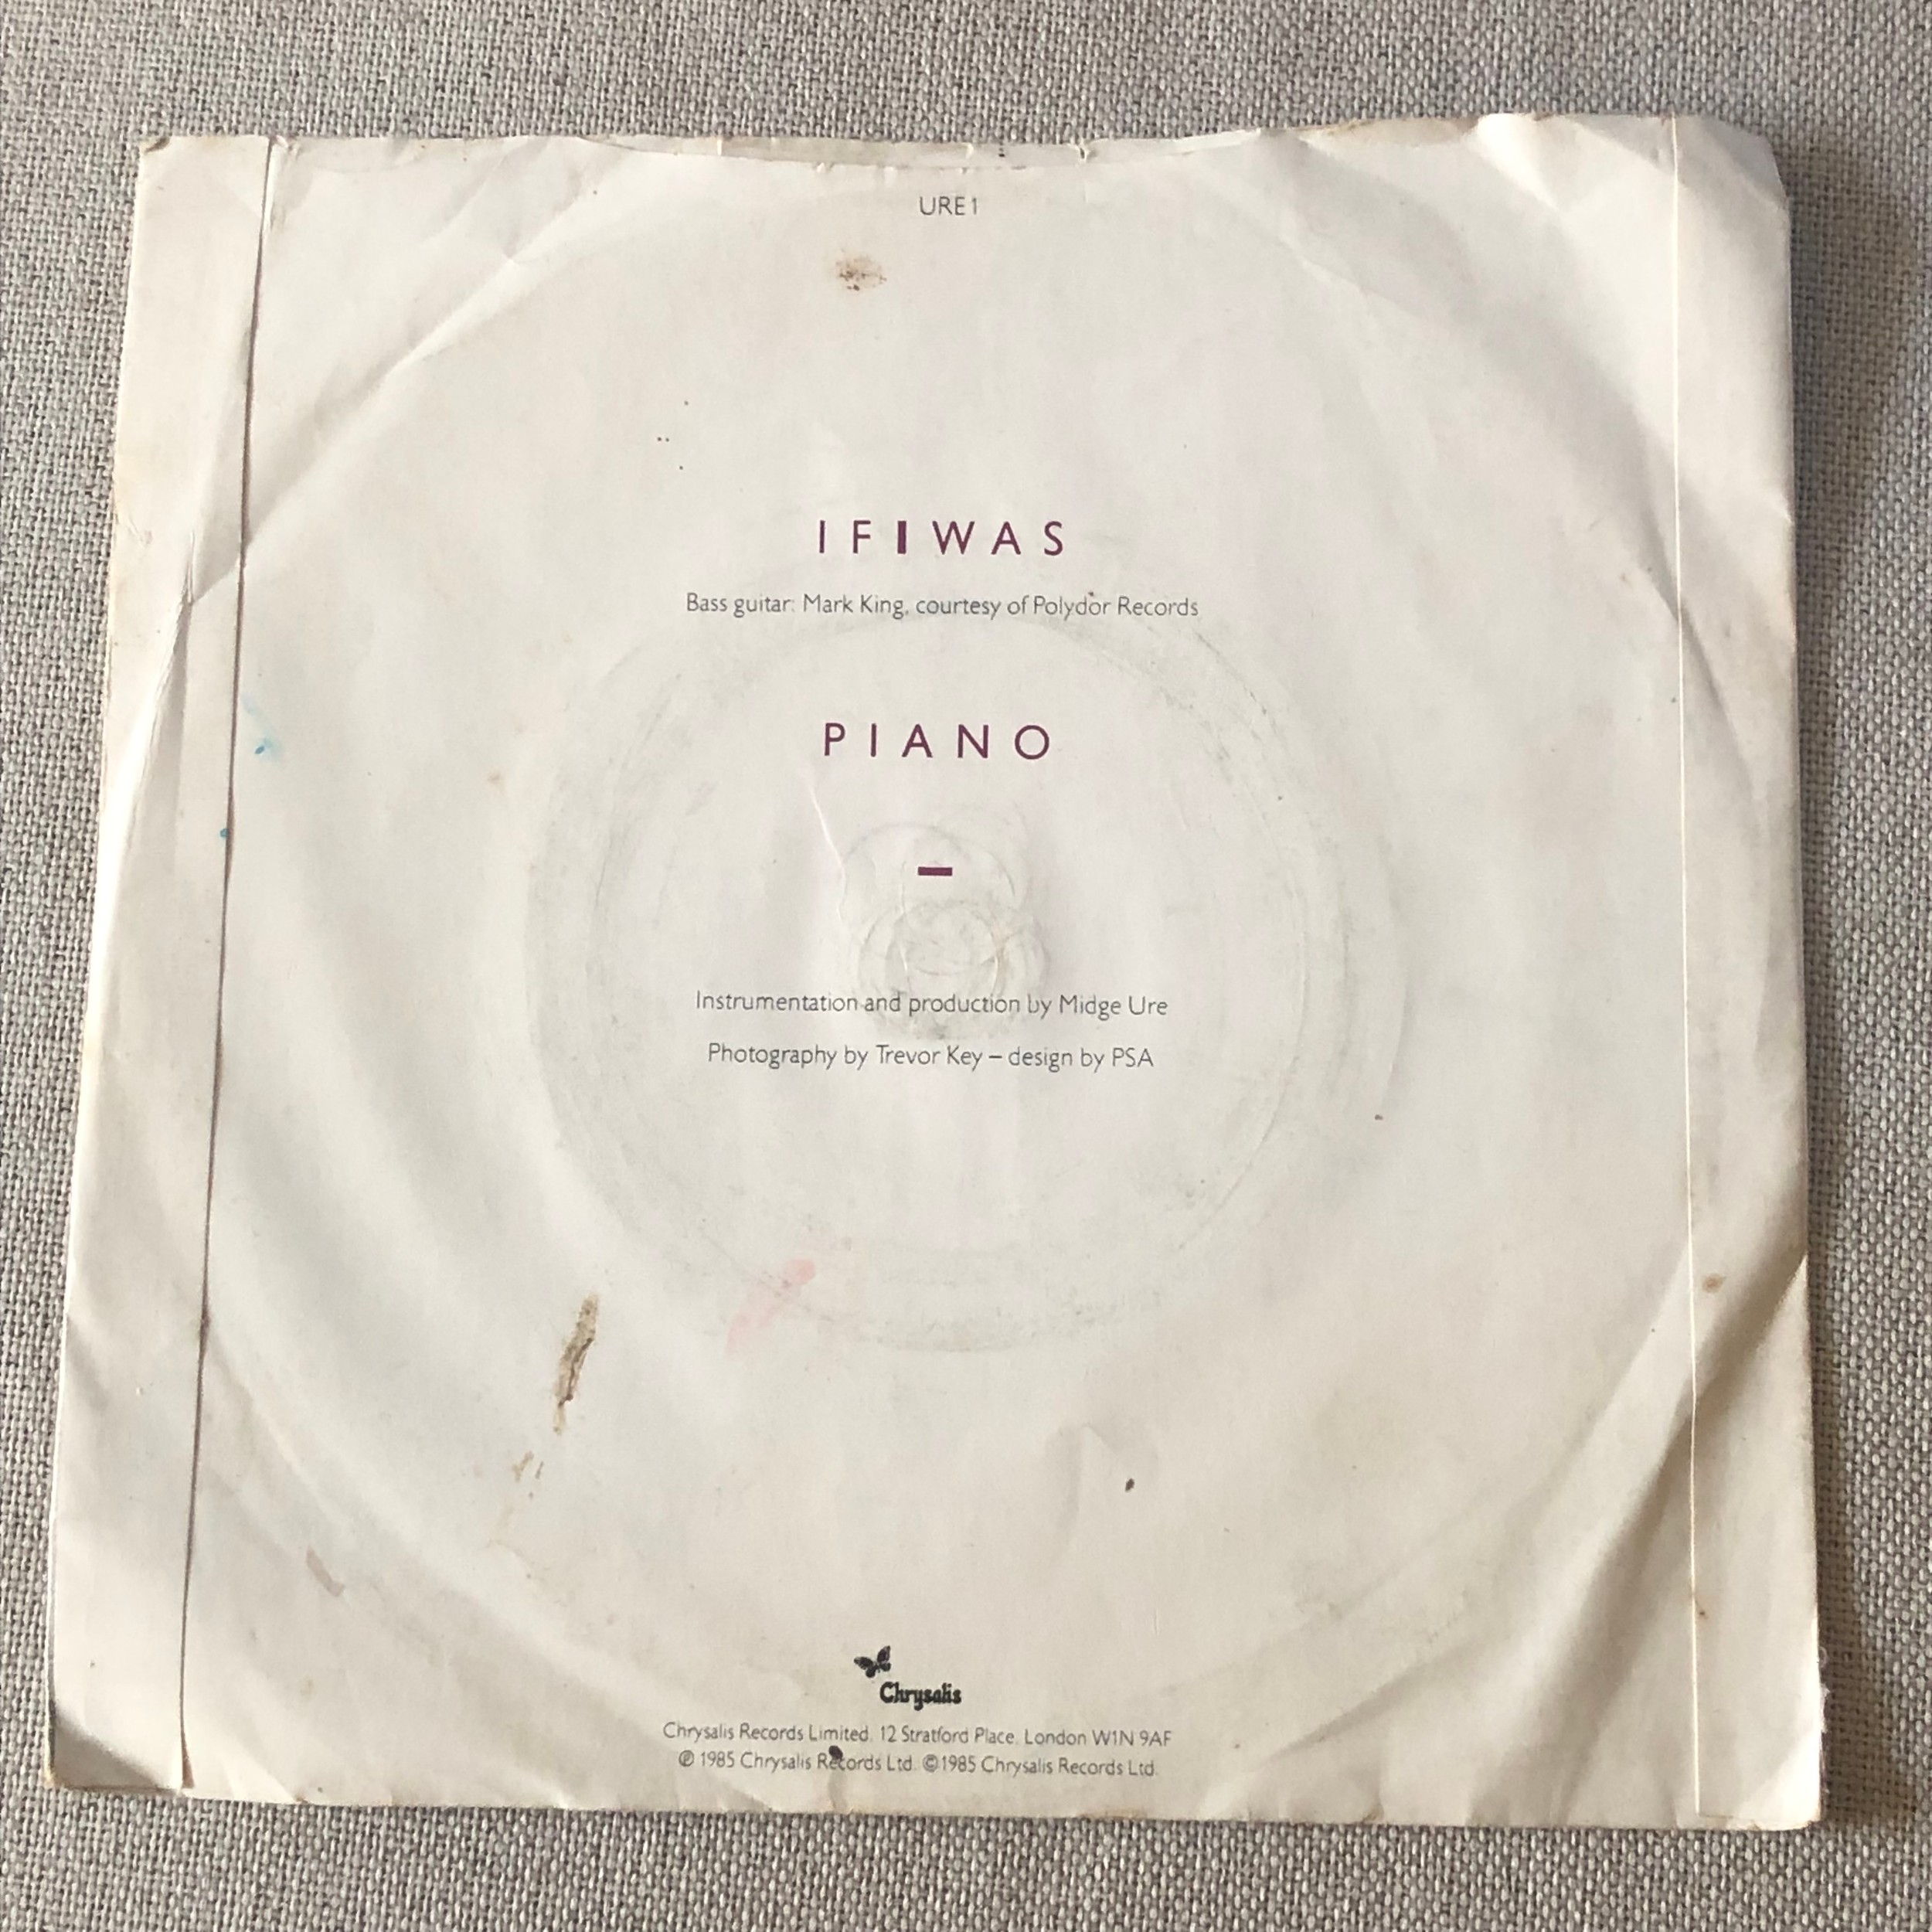 URE1
IF I WAS
Bass guitar: Mark King, courtesy of Polydor Records
PIANO
Instrumentation and production by Midge Ure
Photography by Trevor Key – design by PSA
Chrysalis
Chrysalis Records Limited, 12 Stratford Place, London W1N 9AF
℗ 1985 Chrysalis Records Ltd. © 1985 Chrysalis Records Ltd.